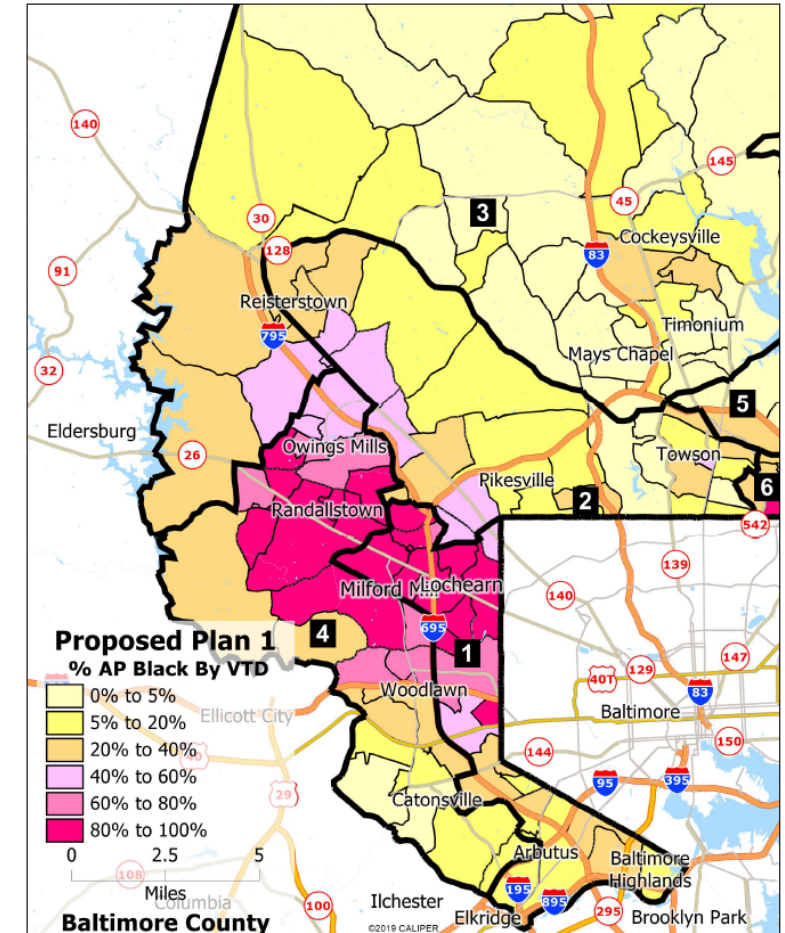 140
145
30
45
3
128
Cockeysville
83
91
Reisterstown
795
Timonium
Mays Chapel
32
5
Eldersburg
26
Owings Mills
Towson
Pikesville
6
2
Randallstown
542
139
Milford M
Lochearn
140
4
695
1
Proposed Plan 1
% AP Black By VTD
147
129
40T
83
Woodlawn
0% to 5%
5% to 20%
20% to 40%
40% to 60%
60% to 80%
80% to 100%
Ellicott City
Baltimore
150
40
144
95
395
29
Catonsville
0 2.5 5
Miles
108
Columbia
Arbutus
Baltimore
Highlands
195
895
100
Ilchester
Elkridge
295
Brooklyn Park
Baltimore County
©2019 CALIPER